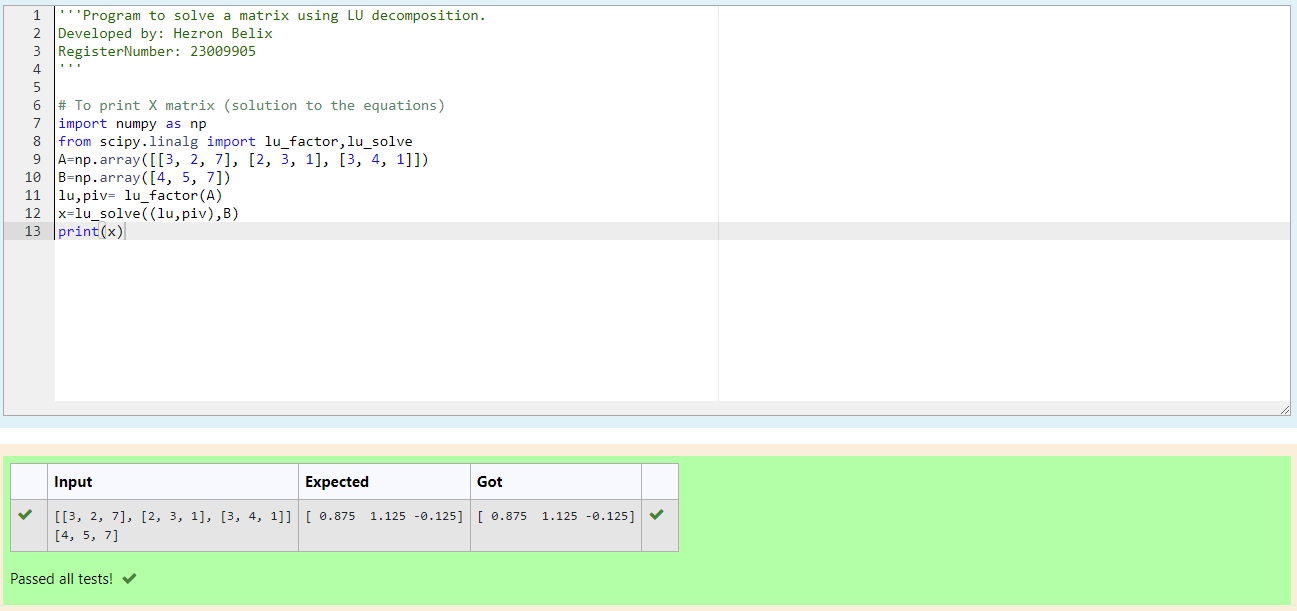 1 '''Program to solve a matrix using LU decomposition.
2 Developed by: Hezron Belix
3 RegisterNumber: 23009905
4 '''
5
6 # To print X matrix (solution to the equations)
7 import numpy as np
8 from scipy.linalg import lu_factor,lu_solve
9 A=np.array([[3, 2, 7], [2, 3, 1], [3, 4, 1]])
10 B=np.array([4, 5, 7])
11 lu,piv= lu_factor(A)
12 x=lu_solve((lu,piv),B)
13 print(x)
Input Expected Got
[[3, 2, 7], [2, 3, 1], [3, 4, 1]] [ 0.875  1.125 -0.125] [ 0.875  1.125 -0.125]
[4, 5, 7]
Passed all tests!